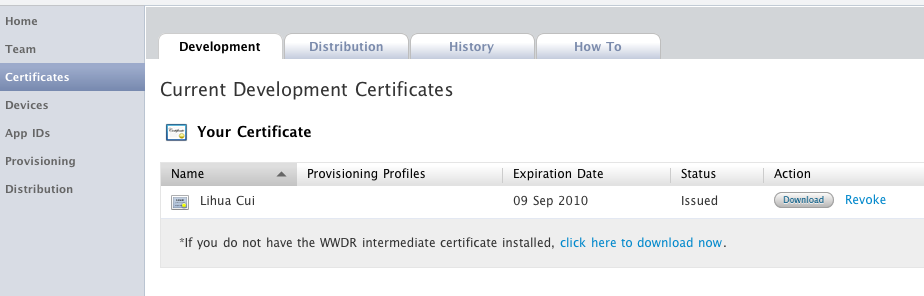 Home
Team
Certificates
Devices
App IDs
Provisioning
Distribution
Development Distribution History How To
Current Development Certificates
Your Certificate
Name Provisioning Profiles Expiration Date Status Action
Lihua Cui 09 Sep 2010 Issued Download Revoke
*If you do not have the WWDR intermediate certificate installed, click here to download now.